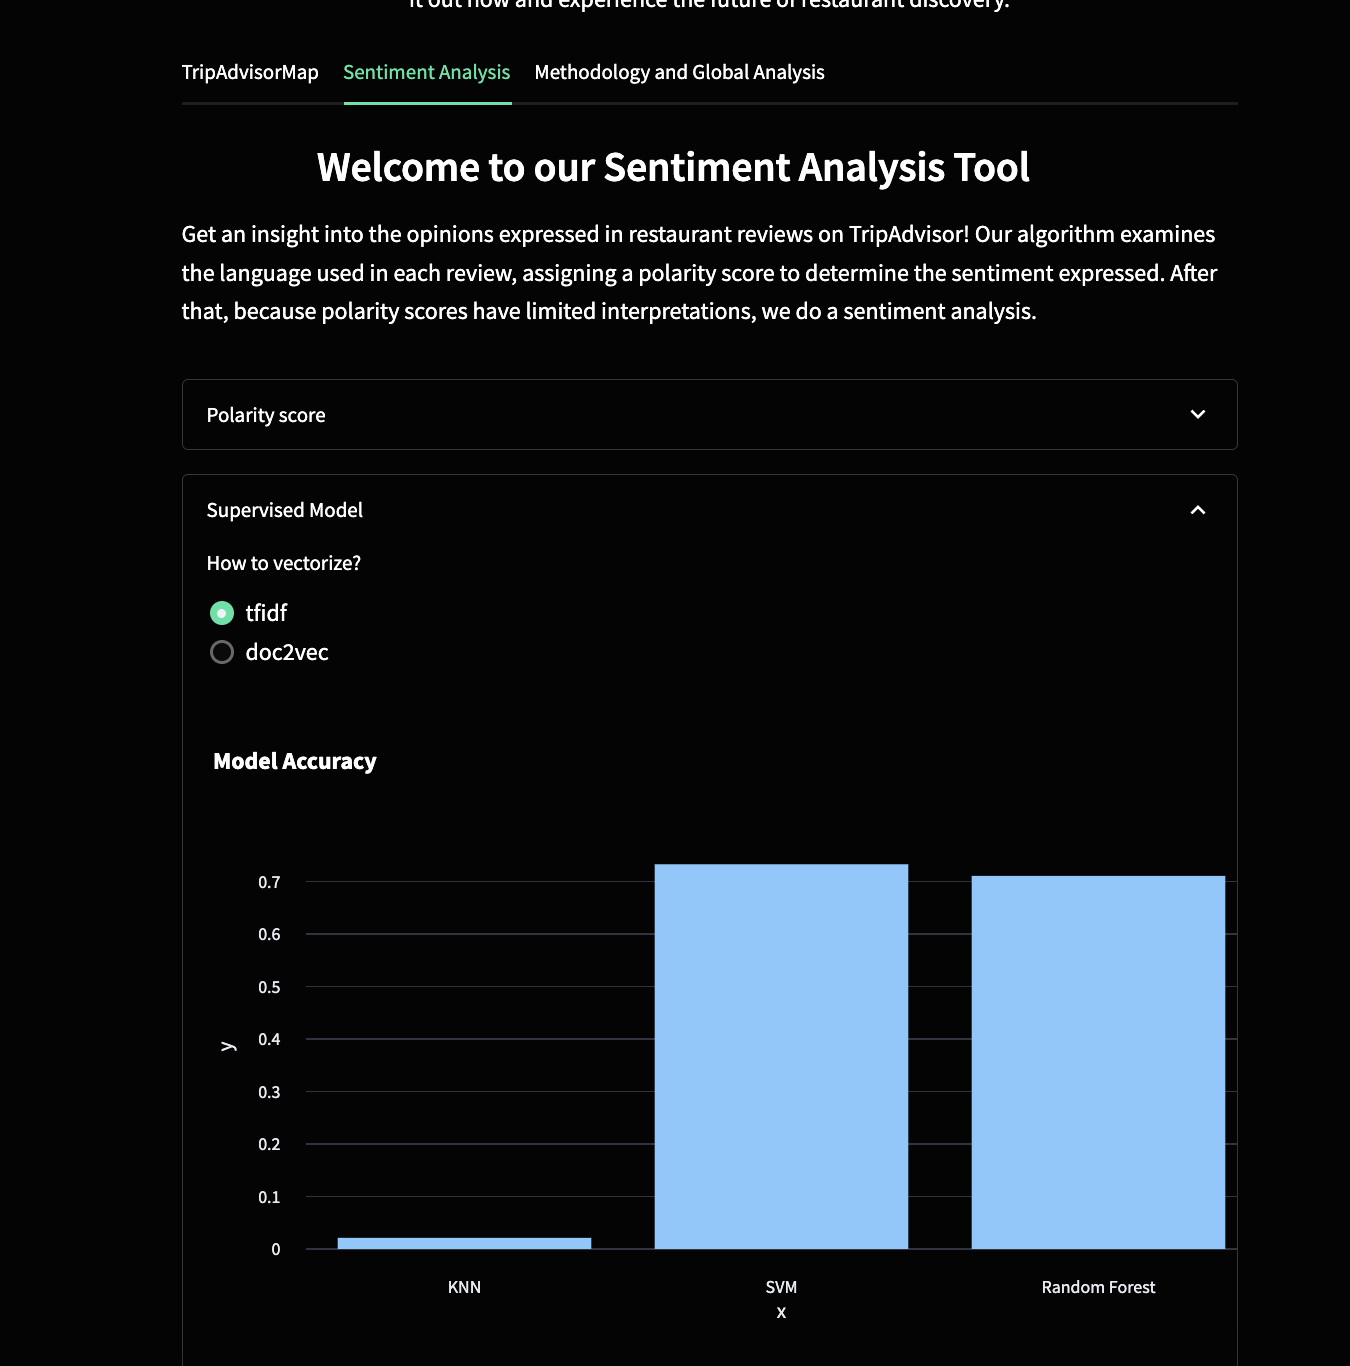 it out now and experience the future of restaurant discovery.
TripAdvisorMap Sentiment Analysis Methodology and Global Analysis
Welcome to our Sentiment Analysis Tool
Get an insight into the opinions expressed in restaurant reviews on TripAdvisor! Our algorithm examines
the language used in each review, assigning a polarity score to determine the sentiment expressed. After
that, because polarity scores have limited interpretations, we do a sentiment analysis.
Polarity score
Supervised Model
How to vectorize?
tfidf
doc2vec
Model Accuracy
0.7
0.6
0.5
0.4
0.3
0.2
0.1
0
y
KNN SVM Random Forest
x